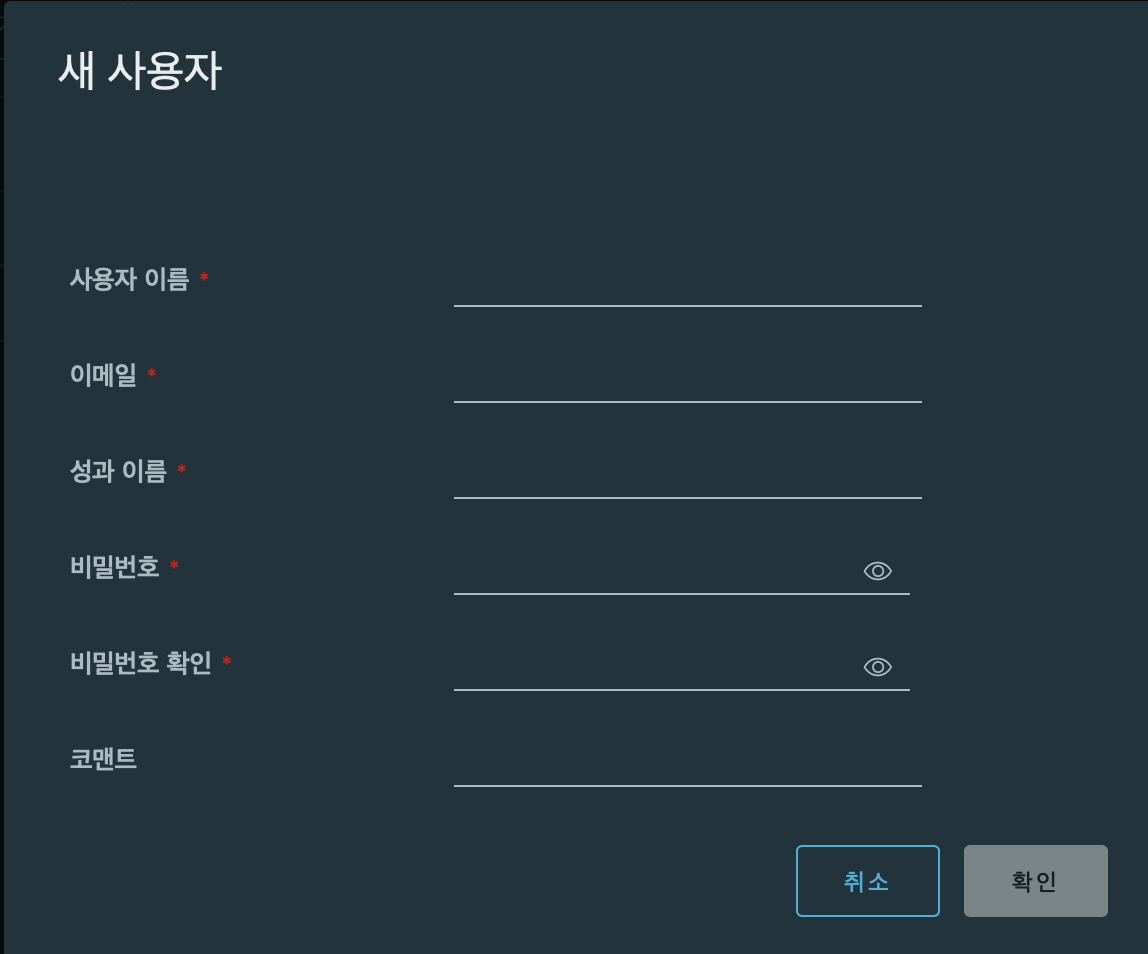 새 사용자
사용자 이름 *
이메일 *
성과 이름 *
비밀번호 *
비밀번호 확인 *
코맨트
취소
확인